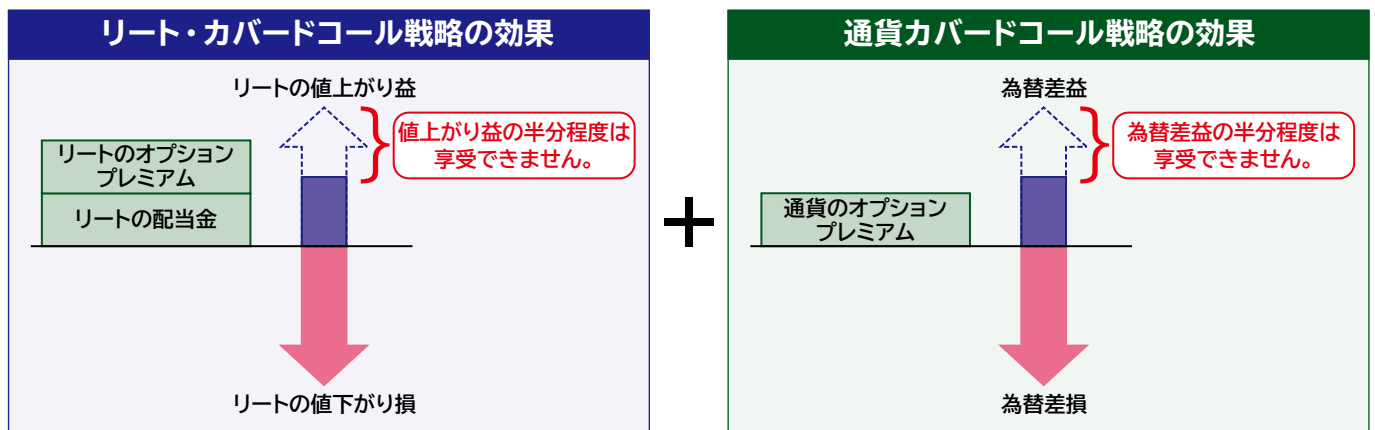 リート・カバードコール戦略の効果
リートの値上がり益
値上がり益の半分程度は
享受できません。
リートのオプション
プレミアム
リートの配当金
リートの値下がり損
+
通貨カバードコール戦略の効果
為替差益
為替差益の半分程度は
享受できません。
通貨のオプション
プレミアム
為替差損